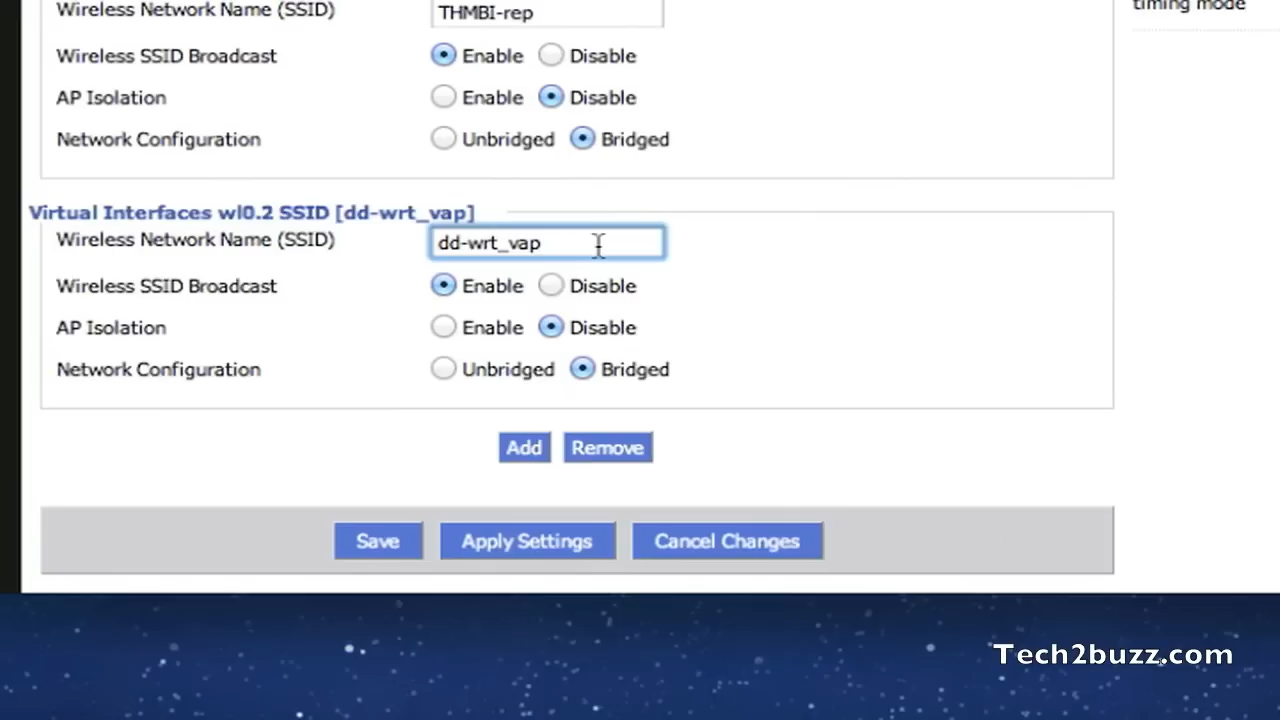 timing mode
Wireless Network Name (SSID) THMBI-rep
Wireless SSID Broadcast Enable Disable
AP Isolation Enable Disable
Network Configuration Unbridged Bridged
Virtual Interfaces wl0.2 SSID [dd-wrt_vap]
Wireless Network Name (SSID) dd-wrt_vap
Wireless SSID Broadcast Enable Disable
AP Isolation Enable Disable
Network Configuration Unbridged Bridged
Add Remove
Save Apply Settings Cancel Changes
Tech2buzz.com